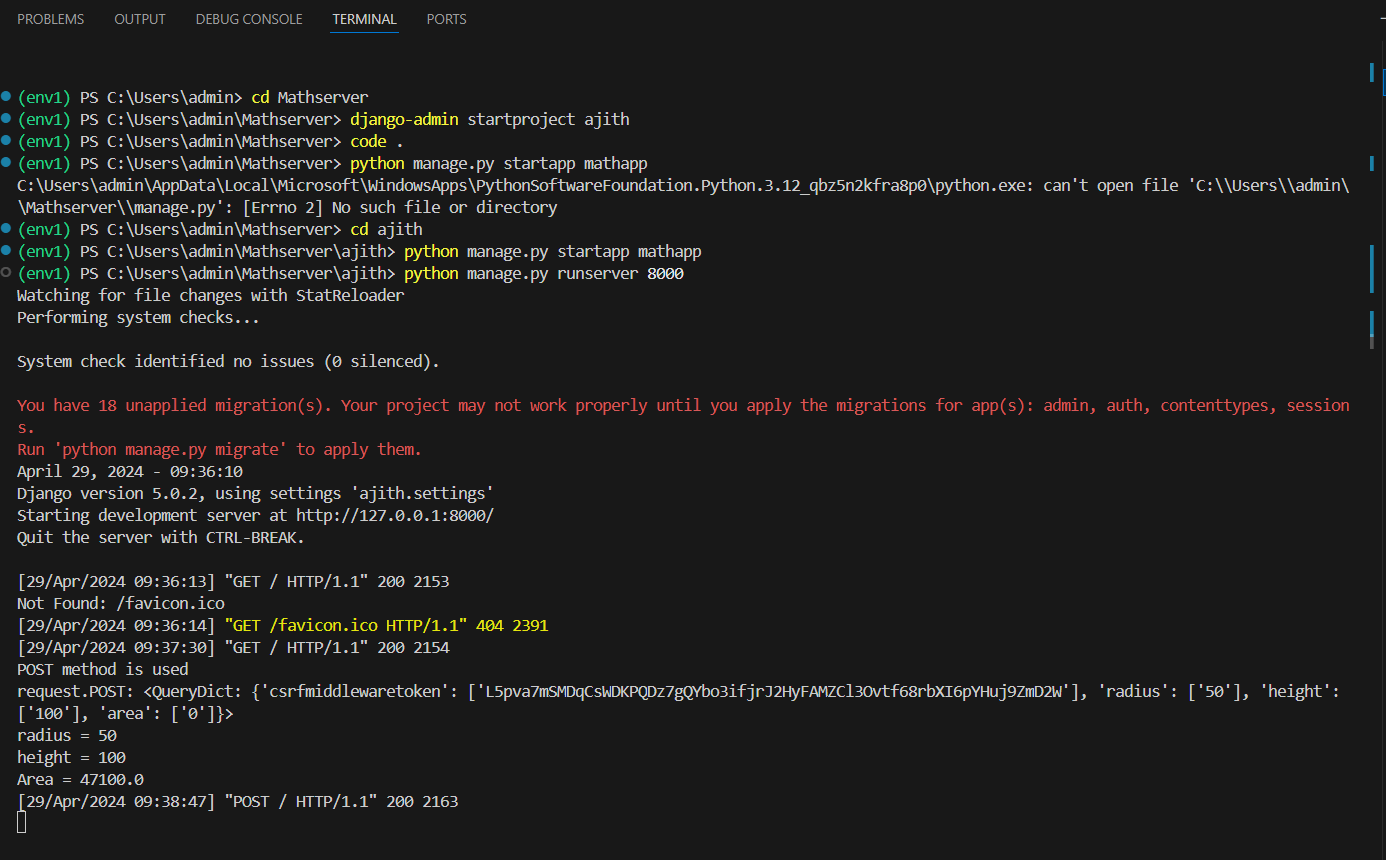 PROBLEMS OUTPUT DEBUG CONSOLE TERMINAL PORTS
(env1) PS C:\Users\admin> cd Mathserver
(env1) PS C:\Users\admin\Mathserver> django-admin startproject ajith
(env1) PS C:\Users\admin\Mathserver> code .
(env1) PS C:\Users\admin\Mathserver> python manage.py startapp mathapp
C:\Users\admin\AppData\Local\Microsoft\WindowsApps\PythonSoftwareFoundation.Python.3.12_qbz5n2kfra8p0\python.exe: can't open file 'C:\\Users\\admin\
\Mathserver\\manage.py': [Errno 2] No such file or directory
(env1) PS C:\Users\admin\Mathserver> cd ajith
(env1) PS C:\Users\admin\Mathserver\ajith> python manage.py startapp mathapp
(env1) PS C:\Users\admin\Mathserver\ajith> python manage.py runserver 8000
Watching for file changes with StatReloader
Performing system checks...
System check identified no issues (0 silenced).
You have 18 unapplied migration(s). Your project may not work properly until you apply the migrations for app(s): admin, auth, contenttypes, session
s.
Run 'python manage.py migrate' to apply them.
April 29, 2024 - 09:36:10
Django version 5.0.2, using settings 'ajith.settings'
Starting development server at http://127.0.0.1:8000/
Quit the server with CTRL-BREAK.
[29/Apr/2024 09:36:13] "GET / HTTP/1.1" 200 2153
Not Found: /favicon.ico
[29/Apr/2024 09:36:14] "GET /favicon.ico HTTP/1.1" 404 2391
[29/Apr/2024 09:37:30] "GET / HTTP/1.1" 200 2154
POST method is used
request.POST: <QueryDict: {'csrfmiddlewaretoken': ['L5pva7mSMDqCsWDKPQDz7gQYbo3ifjrJ2HyFAMZCl3Ovtf68rbXI6pYHuj9ZmD2W'], 'radius': ['50'], 'height':
['100'], 'area': ['0']}>
radius = 50
height = 100
Area = 47100.0
[29/Apr/2024 09:38:47] "POST / HTTP/1.1" 200 2163